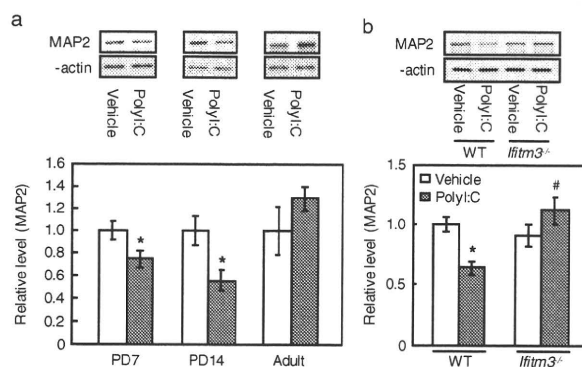 a
MAP2
-actin
Vehicle
PolyI:C
Vehicle
PolyI:C
Vehicle
PolyI:C
Relative level (MAP2)
1.6
1.4
1.2
1.0
0.8
0.6
0.4
0.2
0
*
*
PD7 PD14 Adult
b
MAP2
-actin
Vehicle
PolyI:C
Vehicle
PolyI:C
WT Ifitm3-/-
Relative level (MAP2)
1.5
1.0
0.5
0
Vehicle
PolyI:C
*
#
WT Ifitm3-/-